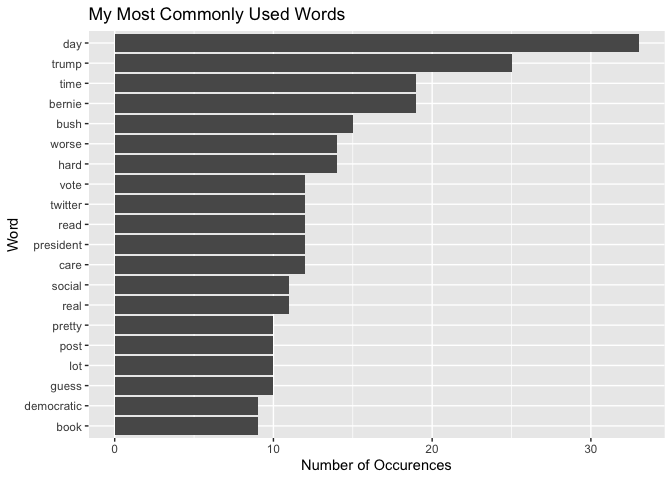 My Most Commonly Used Words
day
trump
time
bernie
bush
worse
hard
vote
twitter
read
president
care
social
real
pretty
post
lot
guess
democratic
book
Word
0 10 20 30
Number of Occurences